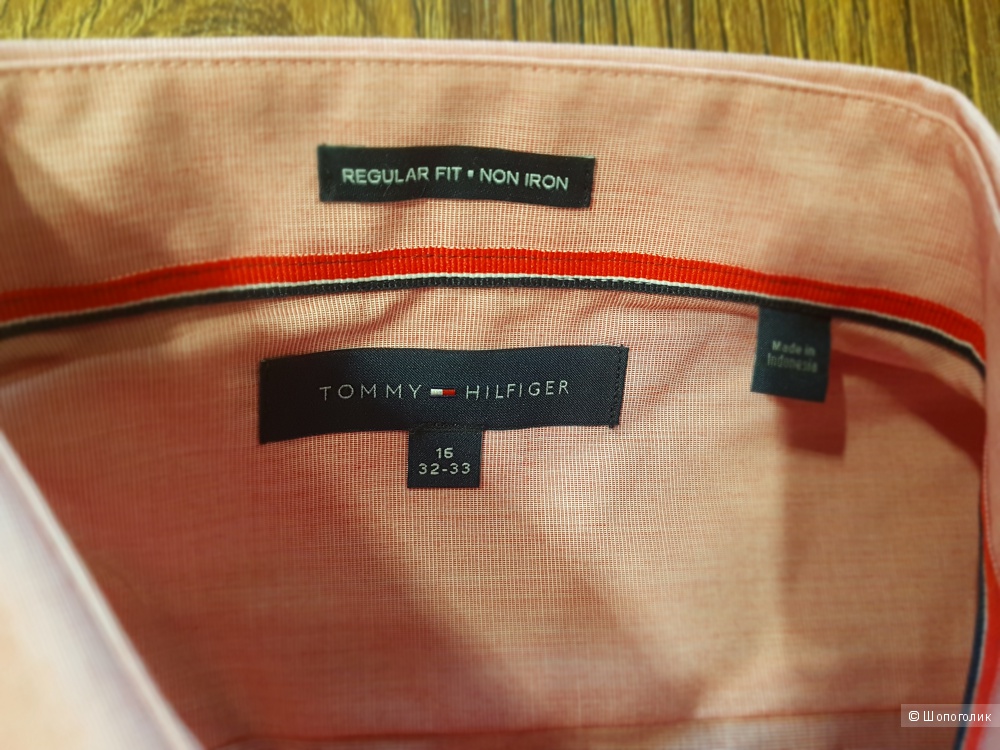 REGULAR FIT ▪ NON IRON
TOMMY HILFIGER
Made in
Indonesia
16
32-33
© Шопоголик